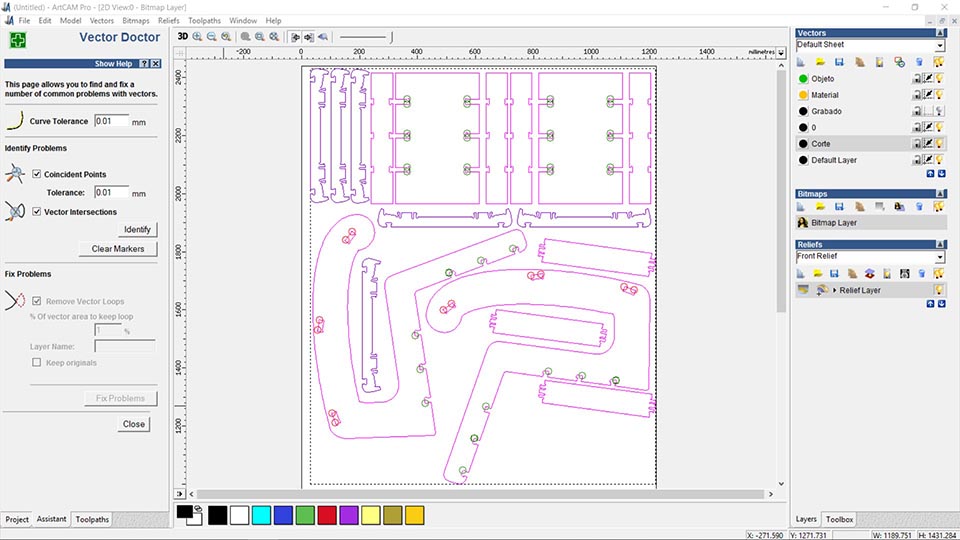 (Untitled) - ArtCAM Pro - [2D View:0 - Bitmap Layer]
File Edit Model Vectors Bitmaps Reliefs Toolpaths Window Help
Vector Doctor
Show Help ? X
This page allows you to find and fix a
number of common problems with vectors.
Curve Tolerance 0.01 mm
Identify Problems
Coincident Points
Tolerance: 0.01 mm
Vector Intersections
Identify
Clear Markers
Fix Problems
Remove Vector Loops
% Of vector area to keep loop
1 %
Layer Name:
Keep originals
Fix Problems
Close
Project Assistant Toolpaths
3D
-200 0 200 400 600 800 1000 1200 1400 millimetres
2400
2200
2000
1800
1600
1400
1200
Vectors
Default Sheet
Objeto
Material
Grabado
0
Corte
Default Layer
Bitmaps
Bitmap Layer
Reliefs
Front Relief
Relief Layer
Layers Toolbox
X: -271.590 Y: 1271.731 W: 1189.751 H: 1431.284